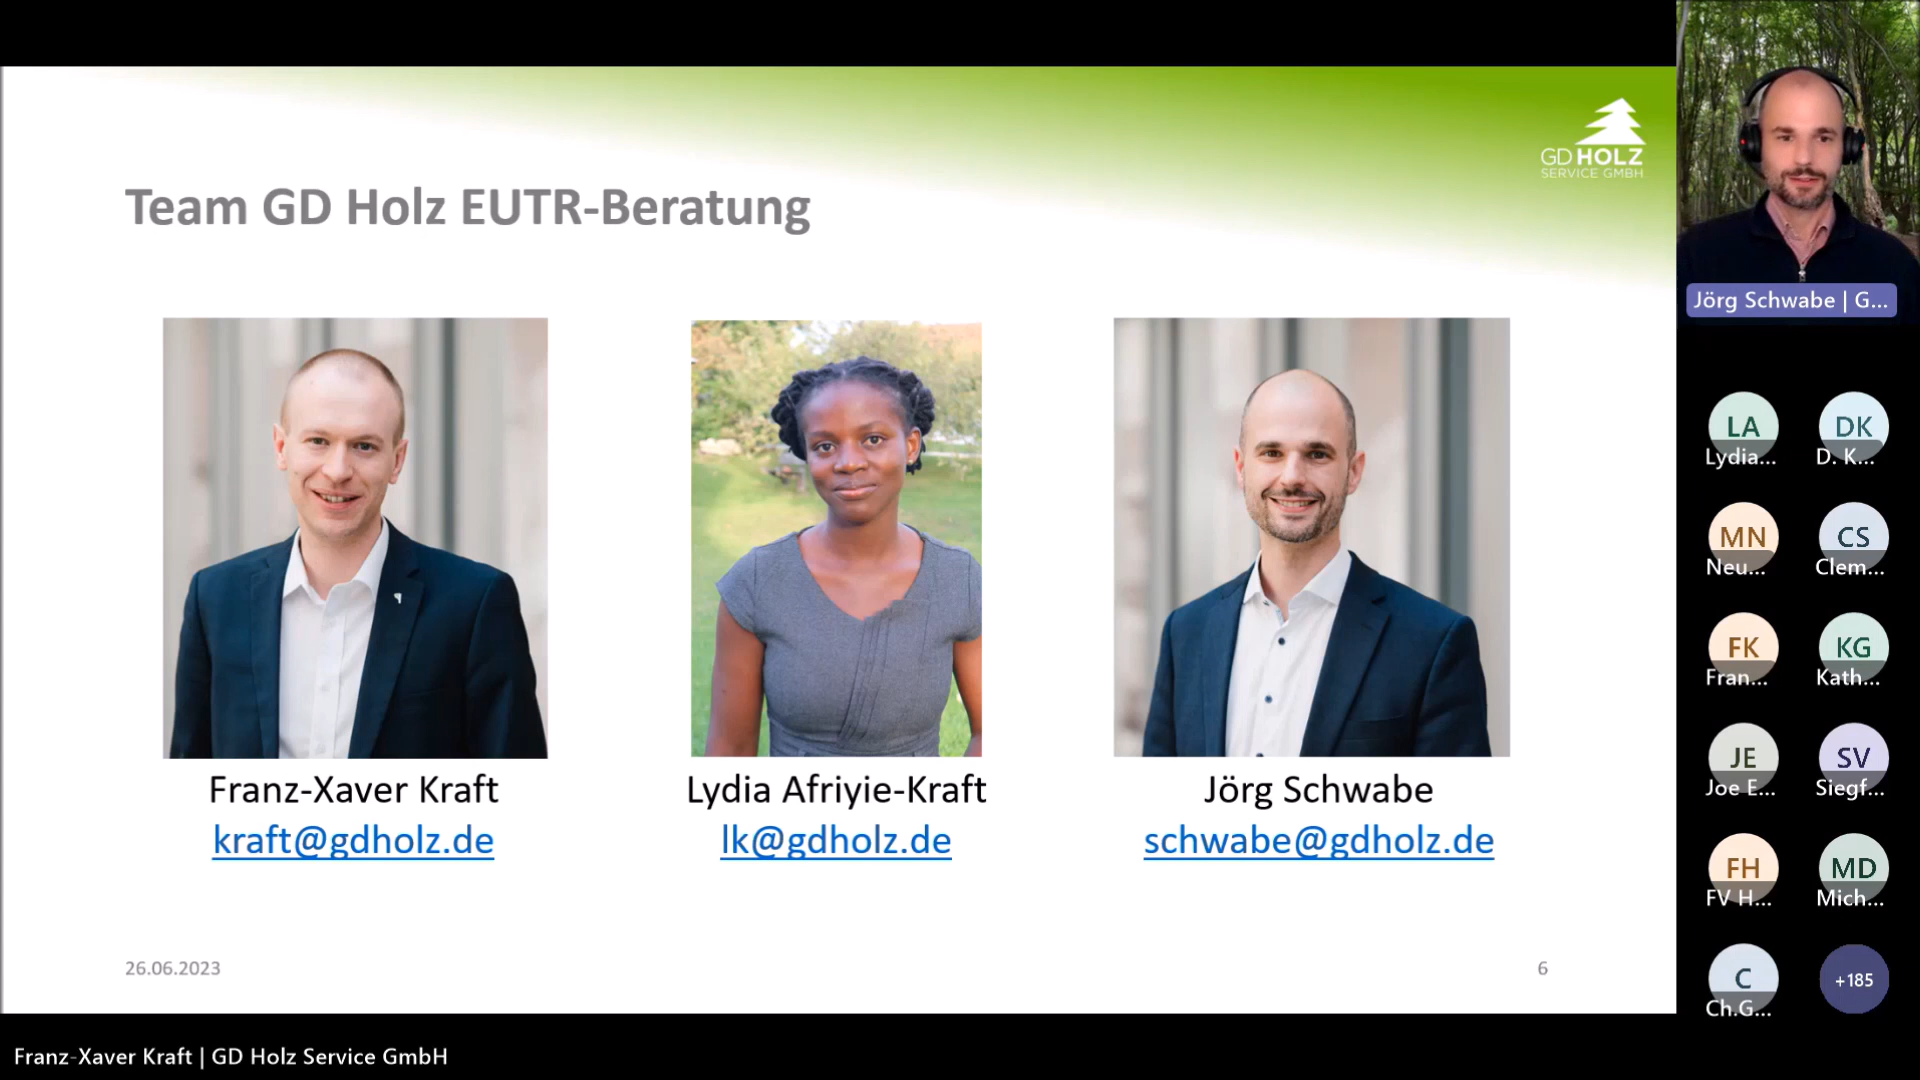 GD HOLZ
SERVICE GMBH
Team GD Holz EUTR-Beratung
Franz-Xaver Kraft
kraft@gdholz.de
Lydia Afriyie-Kraft
lk@gdholz.de
Jörg Schwabe
schwabe@gdholz.de
26.06.2023
6
Franz-Xaver Kraft | GD Holz Service GmbH
Jörg Schwabe | G...
LA
Lydia...
DK
D. K...
MN
Neu...
CS
Clem...
FK
Fran...
KG
Kath...
JE
Joe E...
SV
Siegf...
FH
FV H...
MD
Mich...
C
Ch.G...
+185